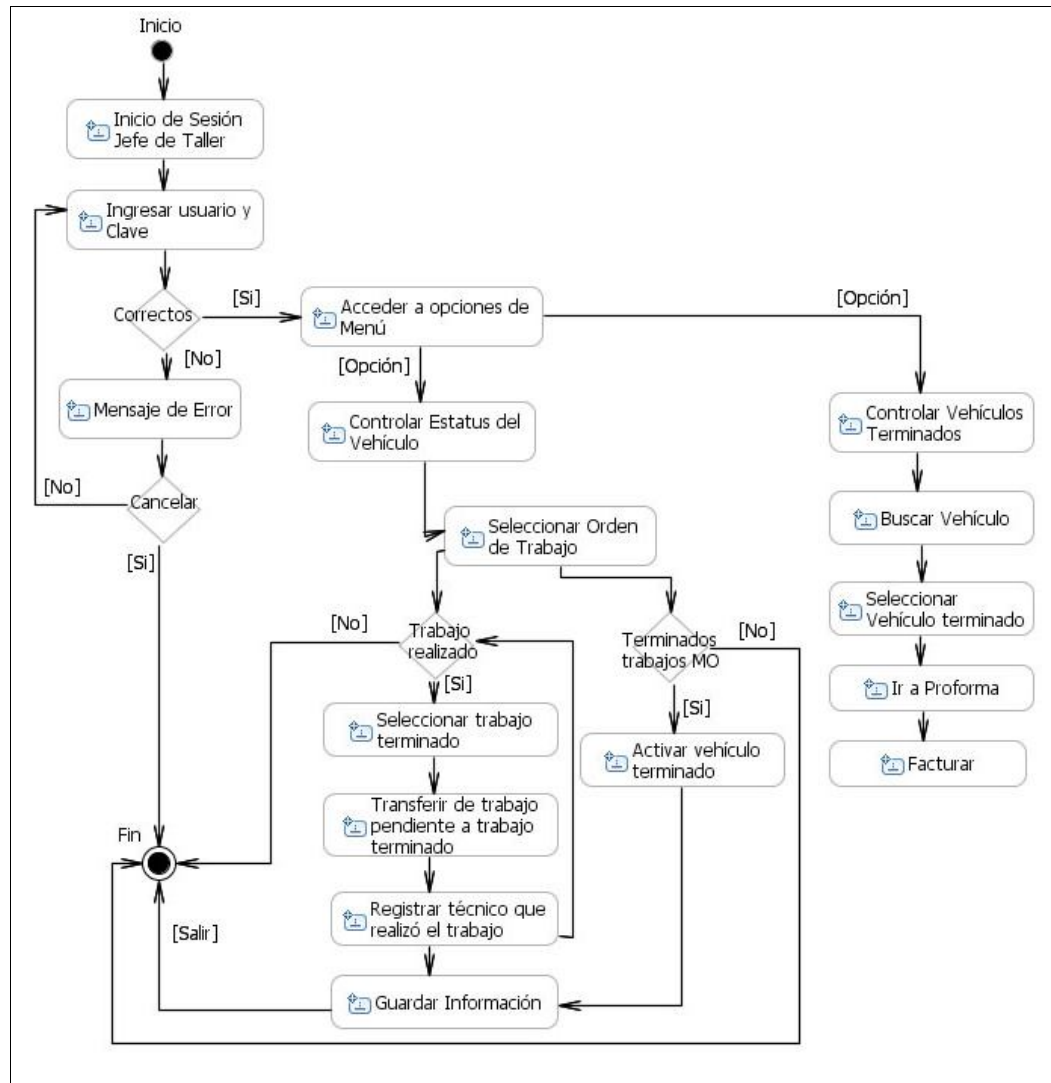 Inicio
Inicio de Sesión
Jefe de Taller
Ingresar usuario y
Clave
Correctos
[Si]
Acceder a opciones de
Menú
[Opción]
[No]
[Opción]
Mensaje de Error
Controlar Estatus del
Vehículo
Controlar Vehículos
Terminados
[No]
Cancelar
Seleccionar Orden
de Trabajo
Buscar Vehículo
[Si]
Seleccionar
Vehículo terminado
[No]
Trabajo
realizado
Terminados
trabajos MO
[No]
[Si]
Ir a Proforma
[Si]
Seleccionar trabajo
terminado
Activar vehículo
terminado
Facturar
Transferir de trabajo
pendiente a trabajo
terminado
Fin
Registrar técnico que
realizó el trabajo
[Salir]
Guardar Información